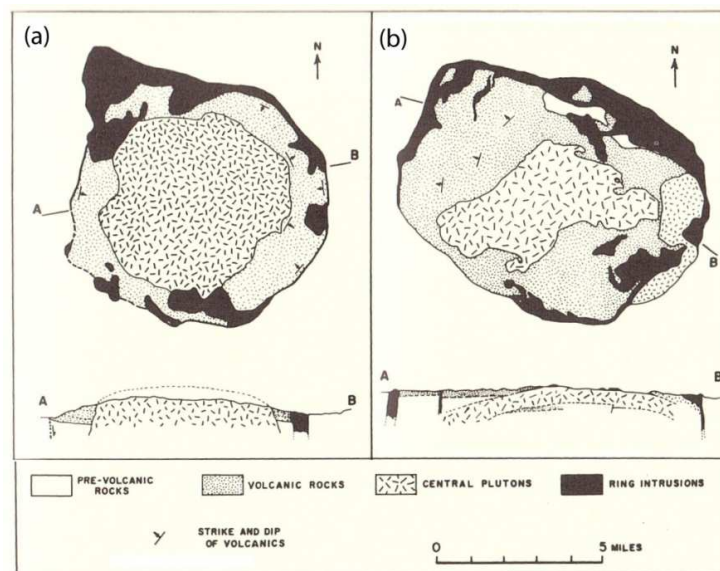 (a)
N
A
B
A
B
(b)
N
A
B
A
B
PRE-VOLCANIC
ROCKS
VOLCANIC ROCKS
CENTRAL PLUTONS
RING INTRUSIONS
STRIKE AND DIP
OF VOLCANICS
0 5 MILES